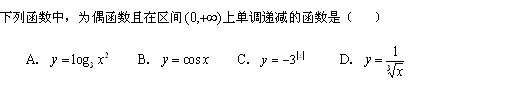 下列函数中，为偶函数且在区间(0,+∞)上单调递减的函数是（ ）
A. y=log₃ x² B. y=cos x C. y=−3^|x| D. y=1/∛x